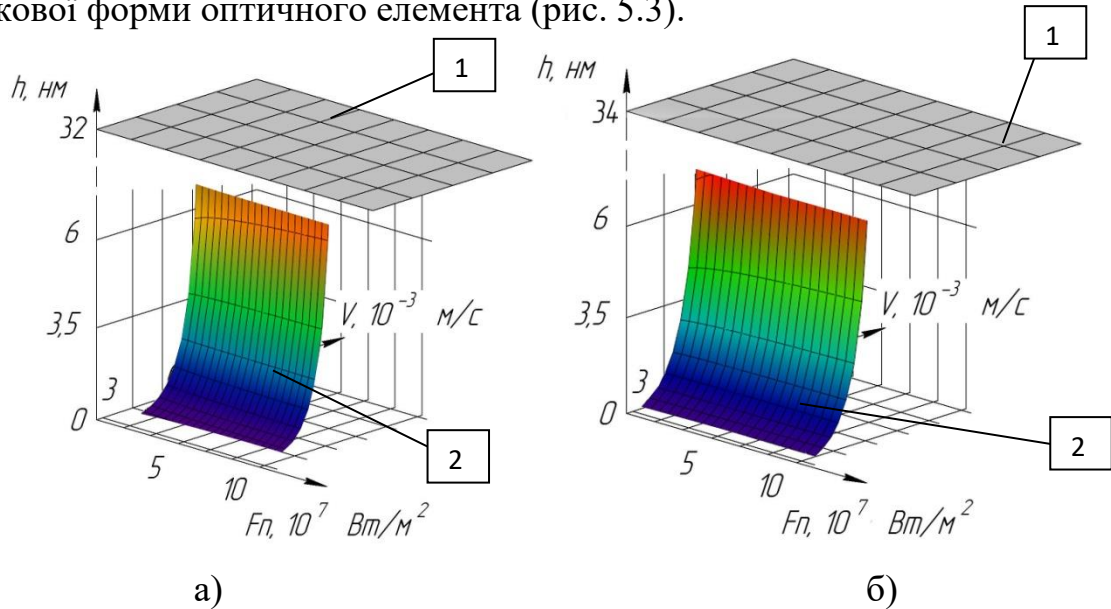 кової форми оптичного елемента (рис. 5.3).
1
h, нм
32
6
3,5
3
0
5
10
V, 10⁻³ м/с
2
Fn, 10⁷ Вт/м²
а)
1
h, нм
34
6
3,5
3
0
5
10
V, 10⁻³ м/с
2
Fn, 10⁷ Вт/м²
б)